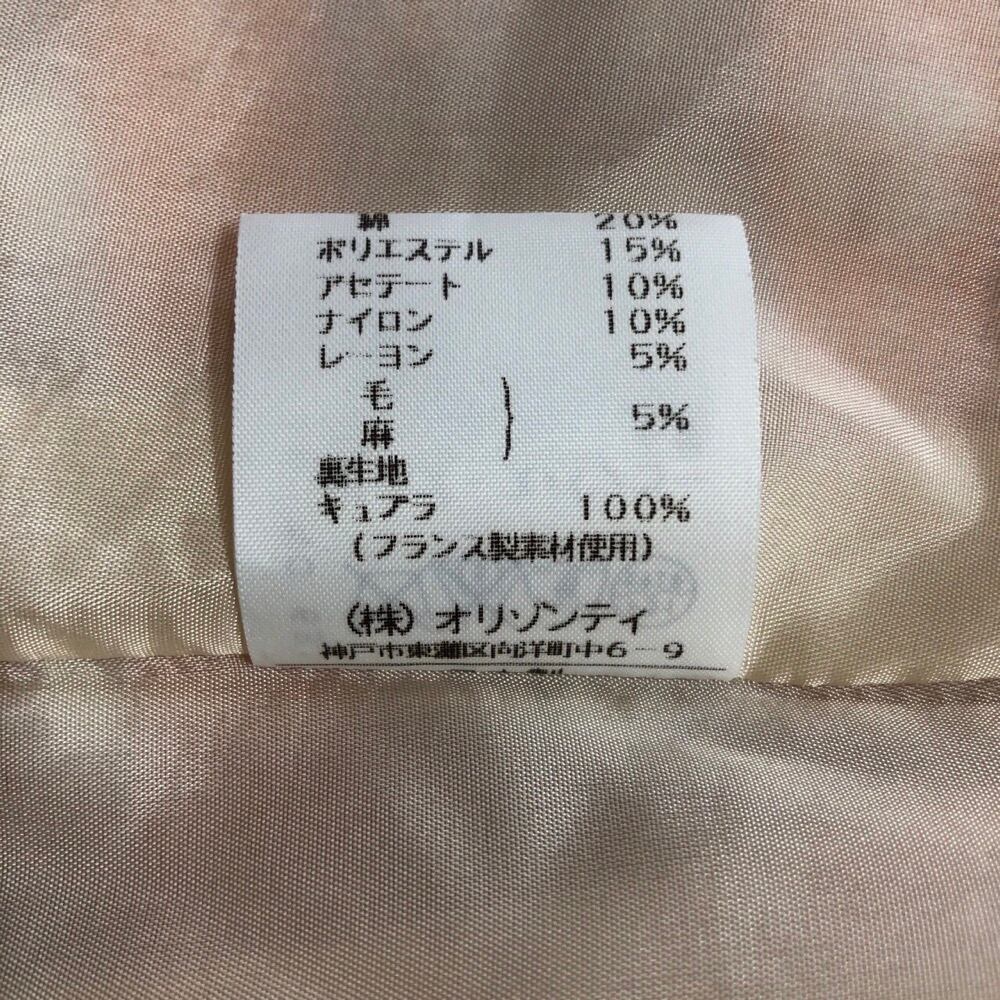 綿 20%
ポリエステル 15%
アセテート 10%
ナイロン 10%
レーヨン 5%
毛
麻 5%
裏生地
キュプラ 100%
(フランス製素材使用)
(株)オリゾンティ
神戸市東灘区向洋町中6-9